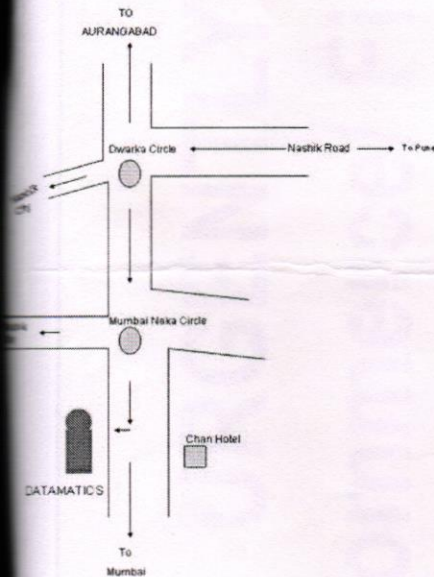 TO
AURANGABAD
Dwarka Circle
Nashik Road
To Pune
Mumbai Naka Circle
Chan Hotel
DATAMATICS
To
Mumbai